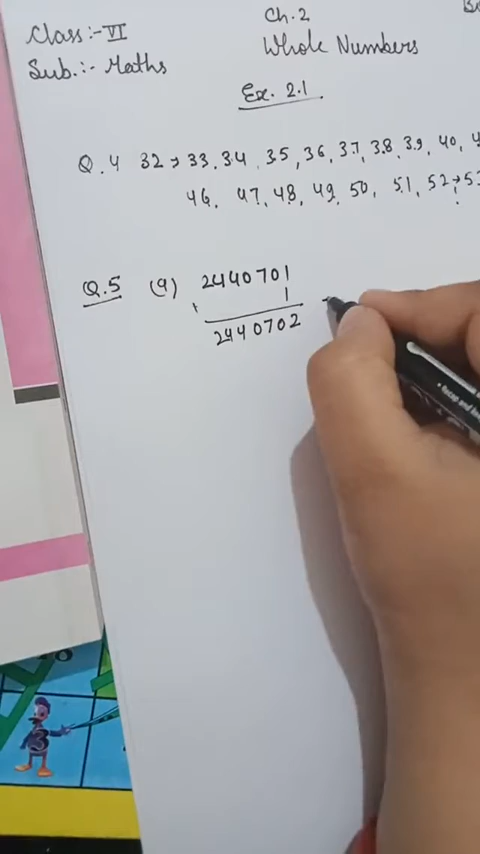 Class:- VI
Sub.:- Maths
Ch. 2
Whole Numbers
Ex. 2.1
Q. 4 32 → 33, 34, 35, 36, 37, 38, 39, 40,
46, 47, 48, 49, 50, 51, 52 → 53
Q.5 (a) 2440701
+ 1
2440702